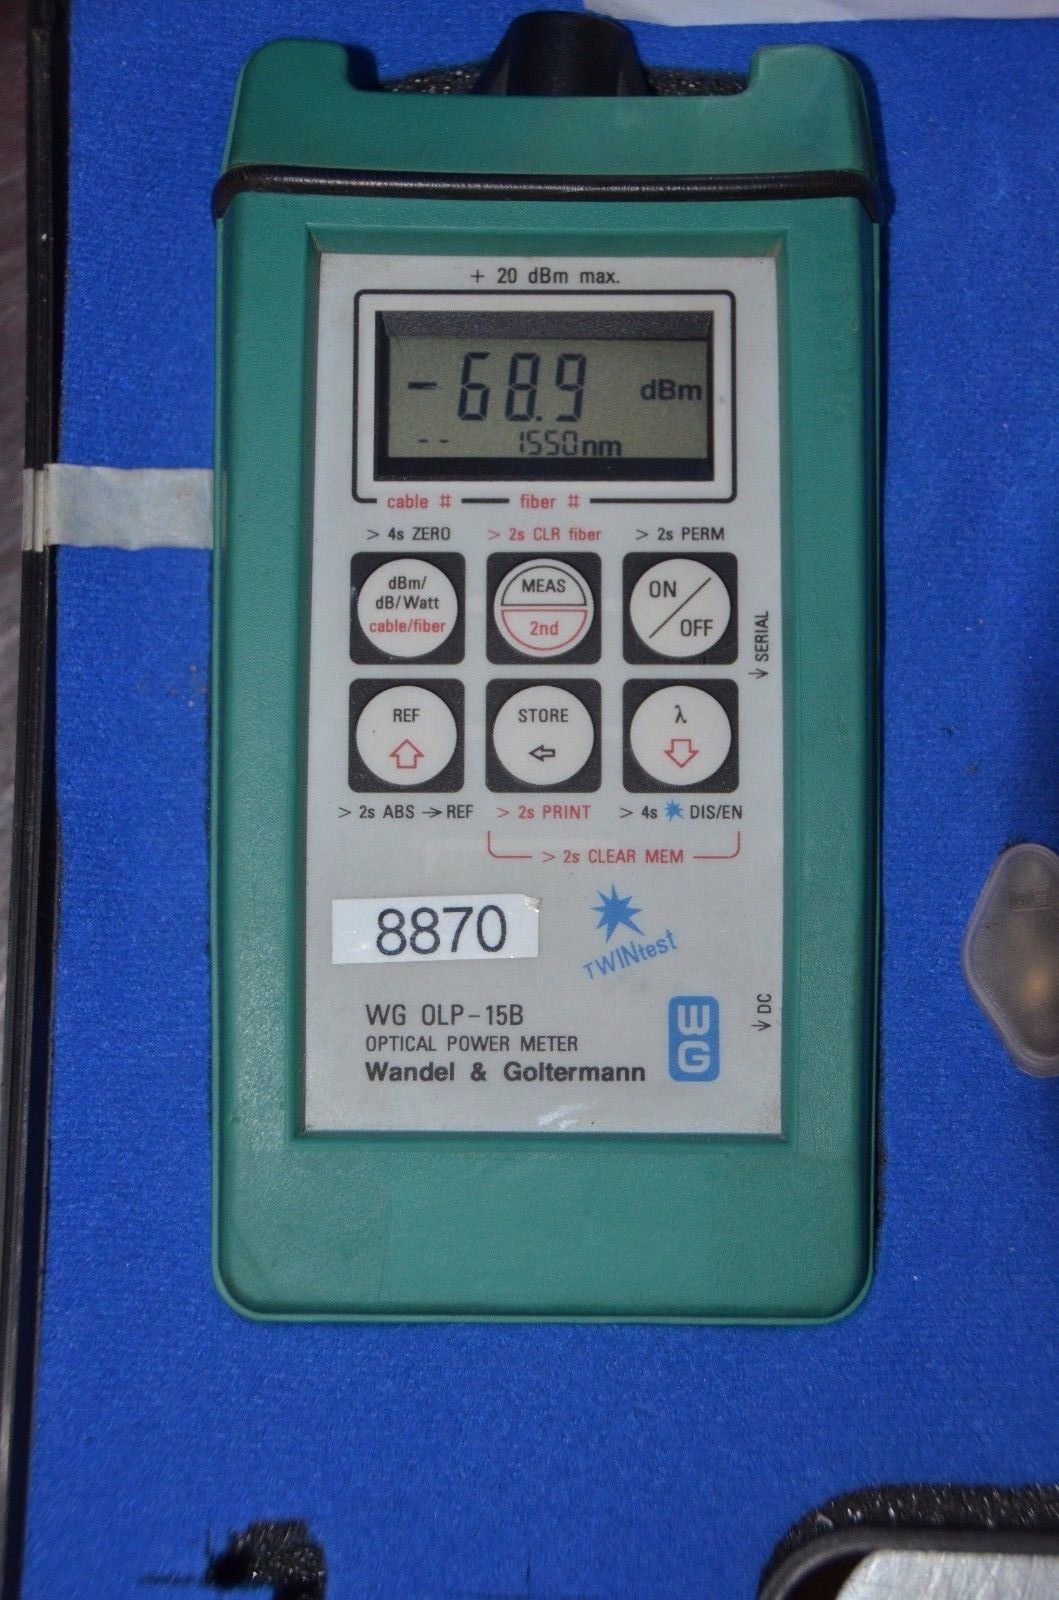 + 20 dBm max.
-68.9 dBm
-- 1550nm
cable # fiber #
> 4s ZERO > 2s CLR fiber > 2s PERM
dBm/
dB/Watt
cable/fiber
MEAS
2nd
ON
OFF
→ SERIAL
REF
⇧
STORE
⇦
λ
⇩
> 2s ABS → REF > 2s PRINT > 4s ✸ DIS/EN
> 2s CLEAR MEM
8870
TWINtest
WG OLP-15B
OPTICAL POWER METER
Wandel & Goltermann
WG
→ DC